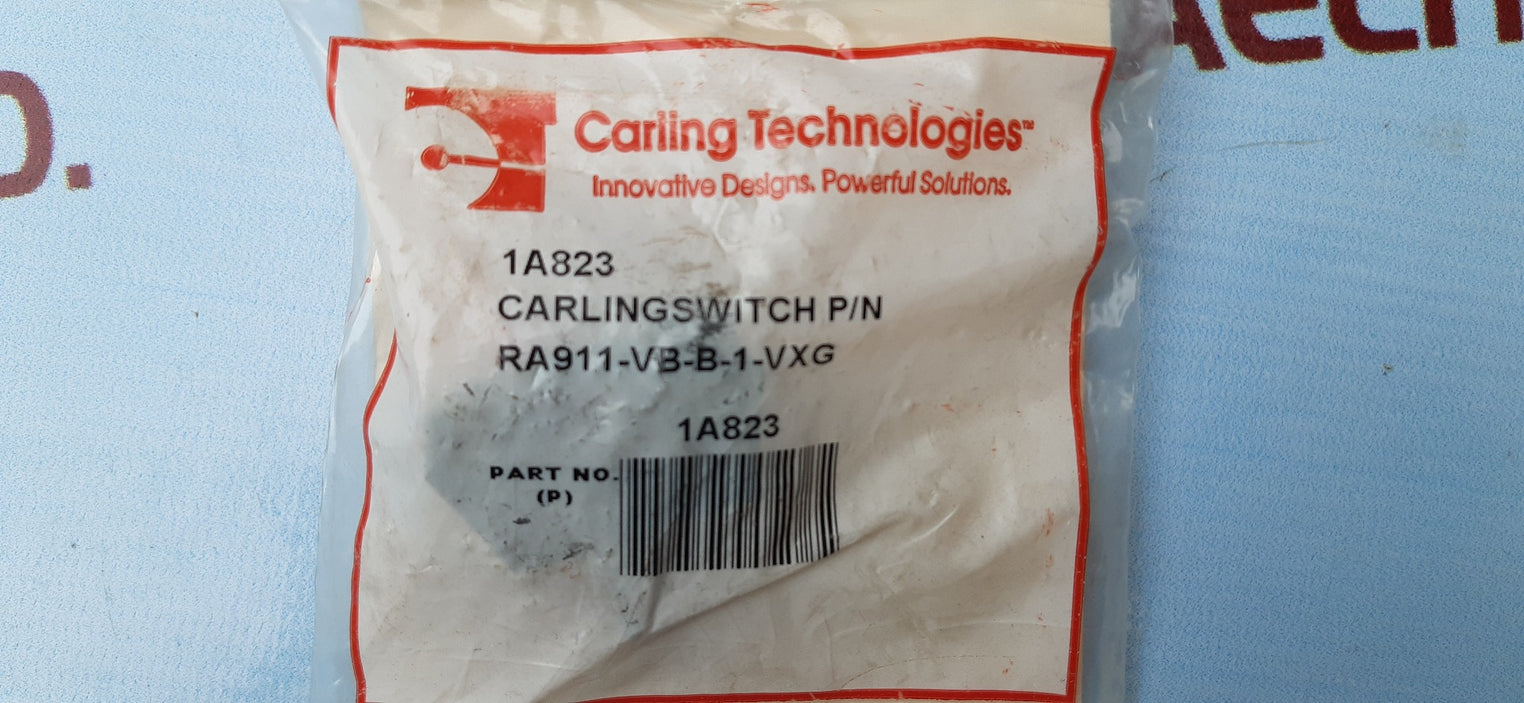 Carling Technologies™
Innovative Designs. Powerful Solutions.
1A823
CARLINGSWITCH P/N
RA911-VB-B-1-VXG
1A823
PART NO.
(P)